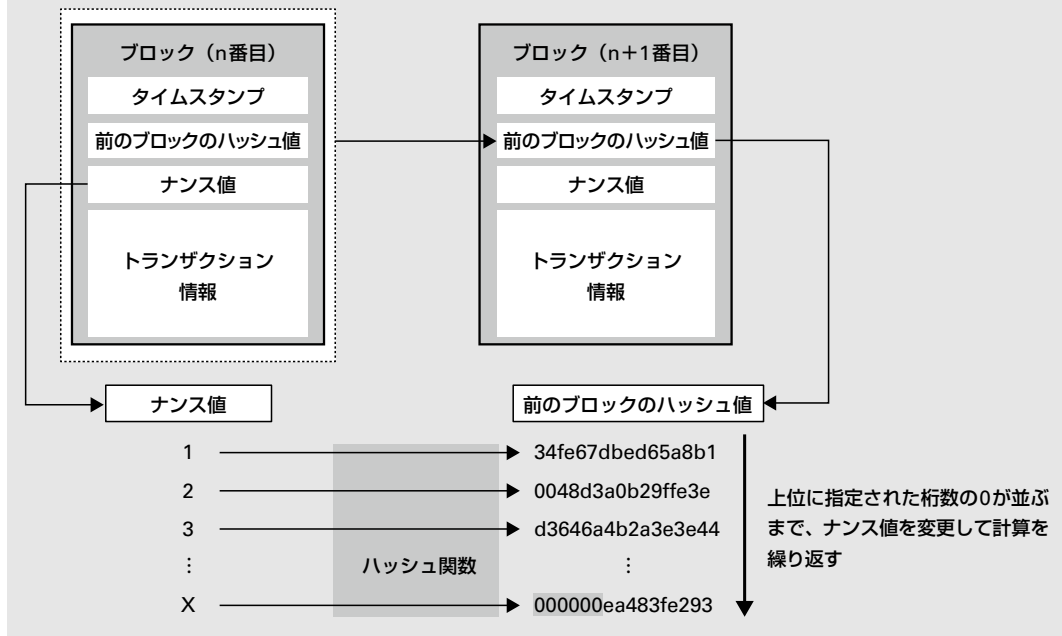 ブロック（n番目）
タイムスタンプ
前のブロックのハッシュ値
ナンス値
トランザクション
情報
ブロック（n＋1番目）
タイムスタンプ
前のブロックのハッシュ値
ナンス値
トランザクション
情報
ナンス値
前のブロックのハッシュ値
1
34fe67dbed65a8b1
2
0048d3a0b29ffe3e
3
d3646a4b2a3e3e44
⋮
ハッシュ関数
⋮
X
000000ea483fe293
上位に指定された桁数の0が並ぶ
まで、ナンス値を変更して計算を
繰り返す